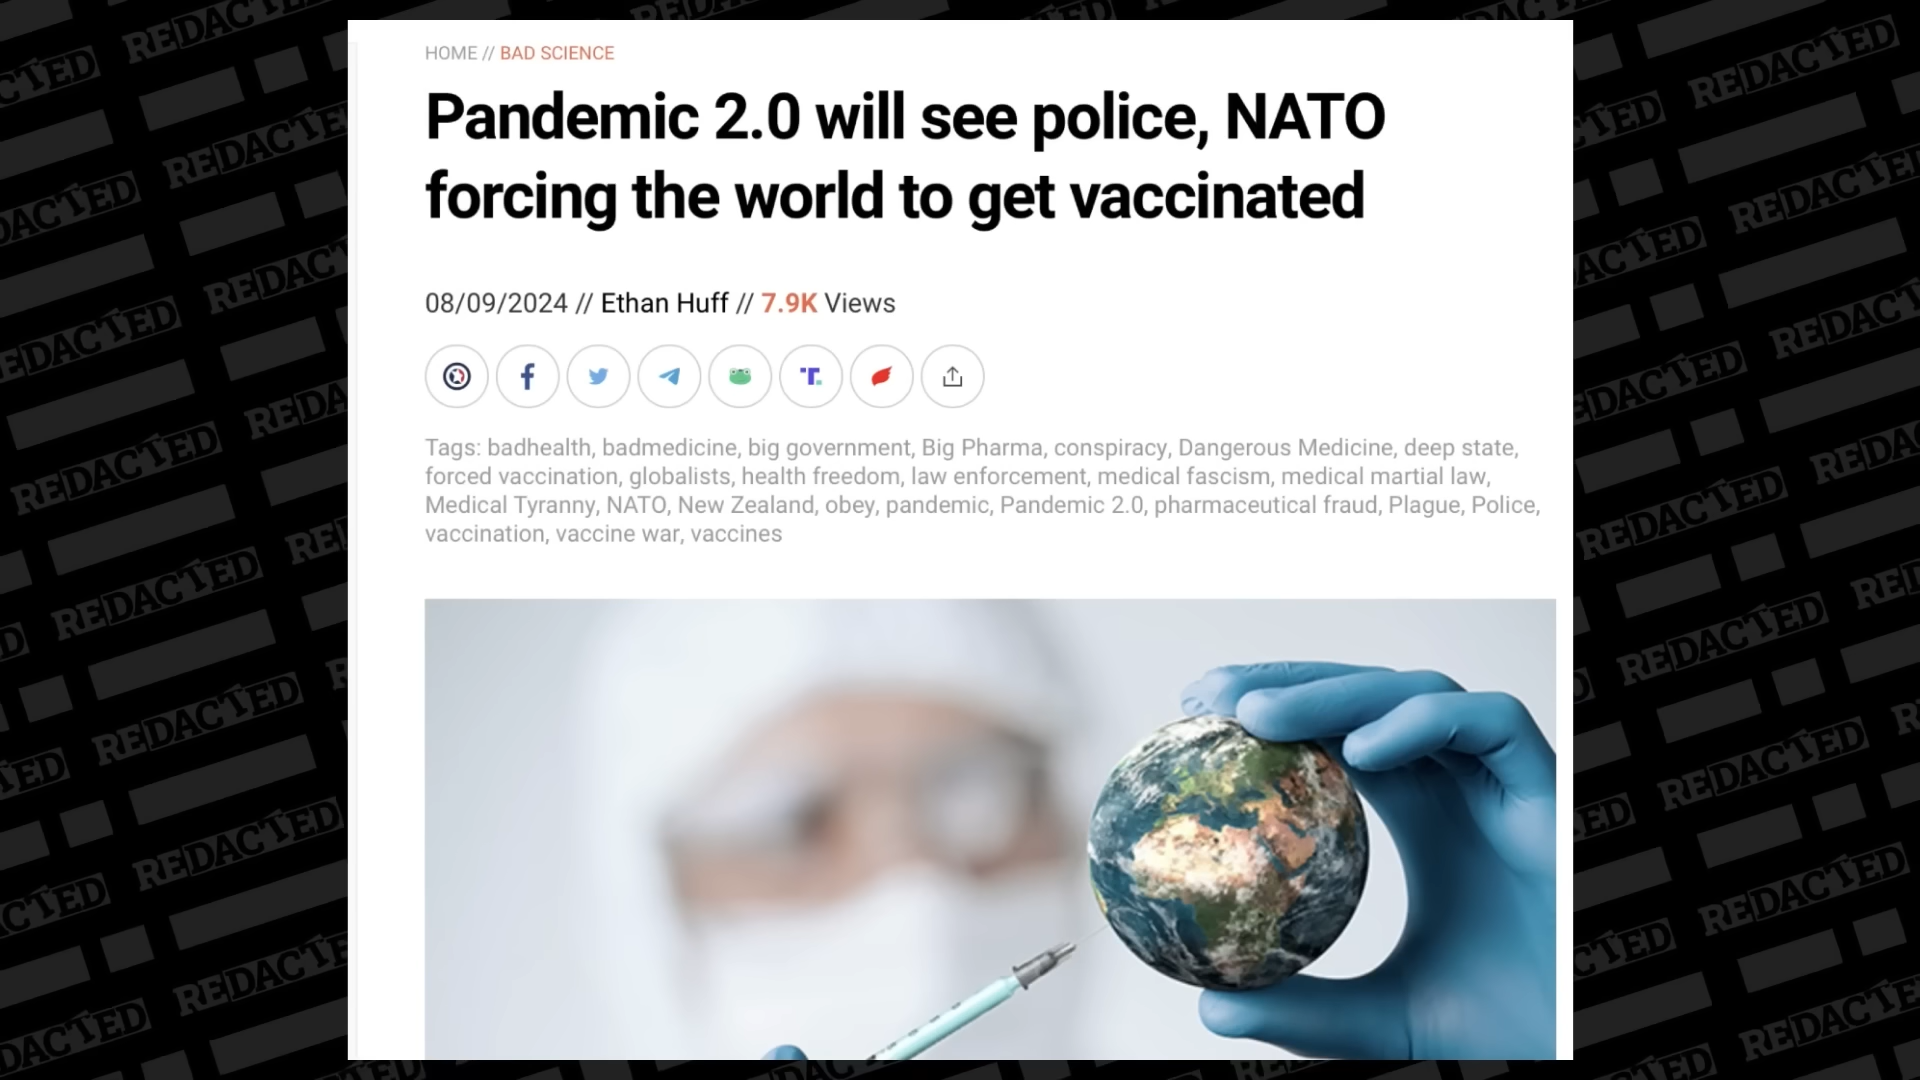 HOME // BAD SCIENCE
Pandemic 2.0 will see police, NATO
forcing the world to get vaccinated
08/09/2024 // Ethan Huff // 7.9K Views
Tags: badhealth, badmedicine, big government, Big Pharma, conspiracy, Dangerous Medicine, deep state,
forced vaccination, globalists, health freedom, law enforcement, medical fascism, medical martial law,
Medical Tyranny, NATO, New Zealand, obey, pandemic, Pandemic 2.0, pharmaceutical fraud, Plague, Police,
vaccination, vaccine war, vaccines
REDACTED